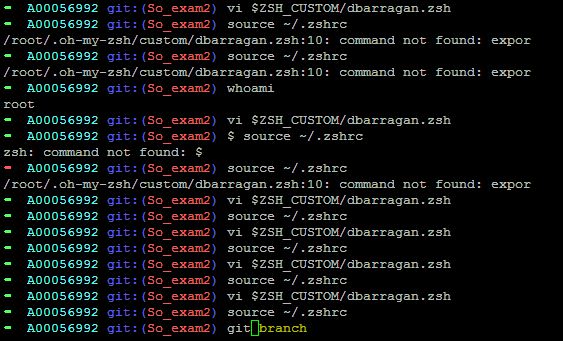 ➜ A00056992 git:(So_exam2) vi $ZSH_CUSTOM/dbarragan.zsh
➜ A00056992 git:(So_exam2) source ~/.zshrc
/root/.oh-my-zsh/custom/dbarragan.zsh:10: command not found: expor
➜ A00056992 git:(So_exam2) source ~/.zshrc
/root/.oh-my-zsh/custom/dbarragan.zsh:10: command not found: expor
➜ A00056992 git:(So_exam2) whoami
root
➜ A00056992 git:(So_exam2) vi $ZSH_CUSTOM/dbarragan.zsh
➜ A00056992 git:(So_exam2) $ source ~/.zshrc
zsh: command not found: $
➜ A00056992 git:(So_exam2) source ~/.zshrc
/root/.oh-my-zsh/custom/dbarragan.zsh:10: command not found: expor
➜ A00056992 git:(So_exam2) vi $ZSH_CUSTOM/dbarragan.zsh
➜ A00056992 git:(So_exam2) source ~/.zshrc
➜ A00056992 git:(So_exam2) vi $ZSH_CUSTOM/dbarragan.zsh
➜ A00056992 git:(So_exam2) source ~/.zshrc
➜ A00056992 git:(So_exam2) vi $ZSH_CUSTOM/dbarragan.zsh
➜ A00056992 git:(So_exam2) source ~/.zshrc
➜ A00056992 git:(So_exam2) vi $ZSH_CUSTOM/dbarragan.zsh
➜ A00056992 git:(So_exam2) source ~/.zshrc
➜ A00056992 git:(So_exam2) git branch